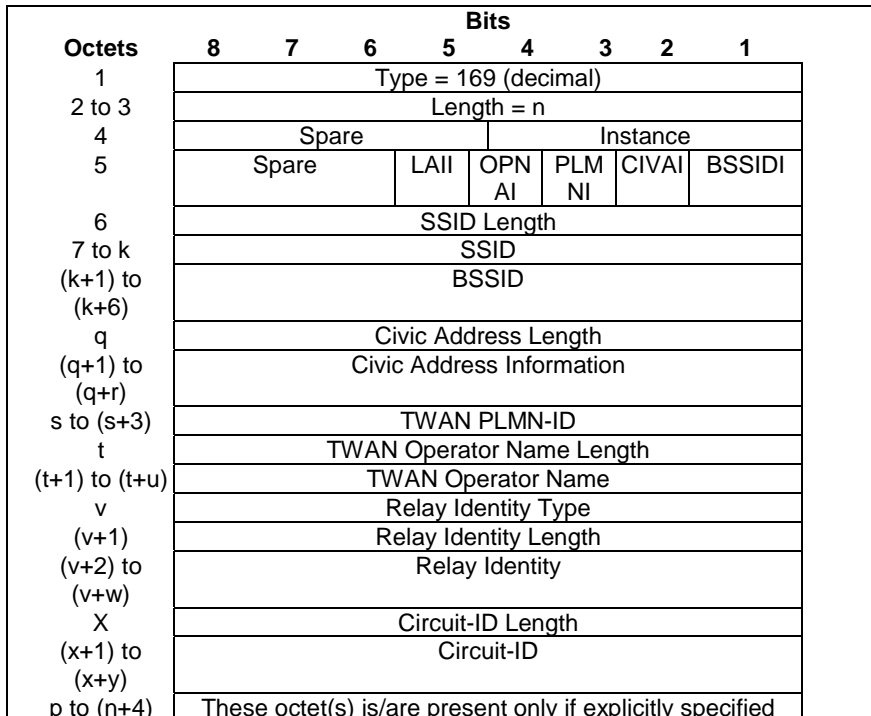 Bits
Octets 8 7 6 5 4 3 2 1
1 Type = 169 (decimal)
2 to 3 Length = n
4 Spare Instance
5 Spare LAII OPN PLM CIVAI BSSIDI
AI NI
6 SSID Length
7 to k SSID
(k+1) to BSSID
(k+6)
q Civic Address Length
(q+1) to Civic Address Information
(q+r)
s to (s+3) TWAN PLMN-ID
t TWAN Operator Name Length
(t+1) to (t+u) TWAN Operator Name
v Relay Identity Type
(v+1) Relay Identity Length
(v+2) to Relay Identity
(v+w)
X Circuit-ID Length
(x+1) to Circuit-ID
(x+y)
p to (n+4) These octet(s) is/are present only if explicitly specified